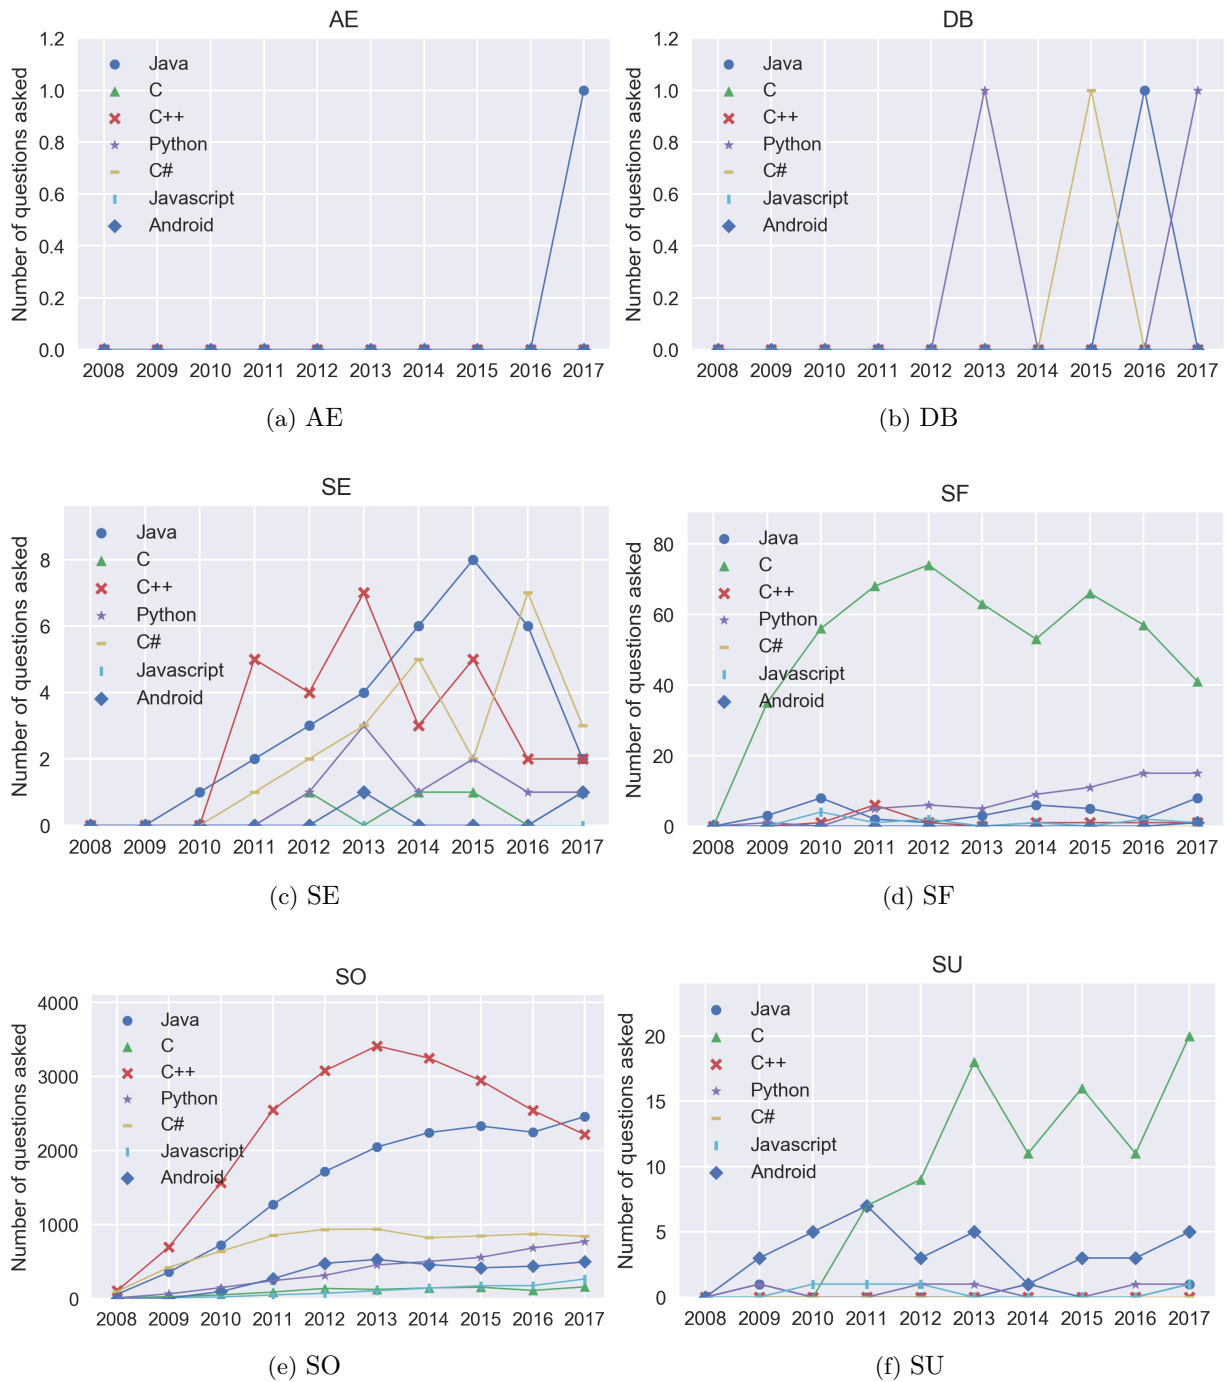 AE
Number of questions asked
1.2
1.0
0.8
0.6
0.4
0.2
0.0
Java
C
C++
Python
C#
Javascript
Android
2008 2009 2010 2011 2012 2013 2014 2015 2016 2017
(a) AE
DB
Number of questions asked
1.2
1.0
0.8
0.6
0.4
0.2
0.0
Java
C
C++
Python
C#
Javascript
Android
2008 2009 2010 2011 2012 2013 2014 2015 2016 2017
(b) DB
SE
Number of questions asked
8
6
4
2
0
Java
C
C++
Python
C#
Javascript
Android
2008 2009 2010 2011 2012 2013 2014 2015 2016 2017
(c) SE
SF
Number of questions asked
80
60
40
20
0
Java
C
C++
Python
C#
Javascript
Android
2008 2009 2010 2011 2012 2013 2014 2015 2016 2017
(d) SF
SO
Number of questions asked
4000
3000
2000
1000
0
Java
C
C++
Python
C#
Javascript
Android
2008 2009 2010 2011 2012 2013 2014 2015 2016 2017
(e) SO
SU
Number of questions asked
20
15
10
5
0
Java
C
C++
Python
C#
Javascript
Android
2008 2009 2010 2011 2012 2013 2014 2015 2016 2017
(f) SU